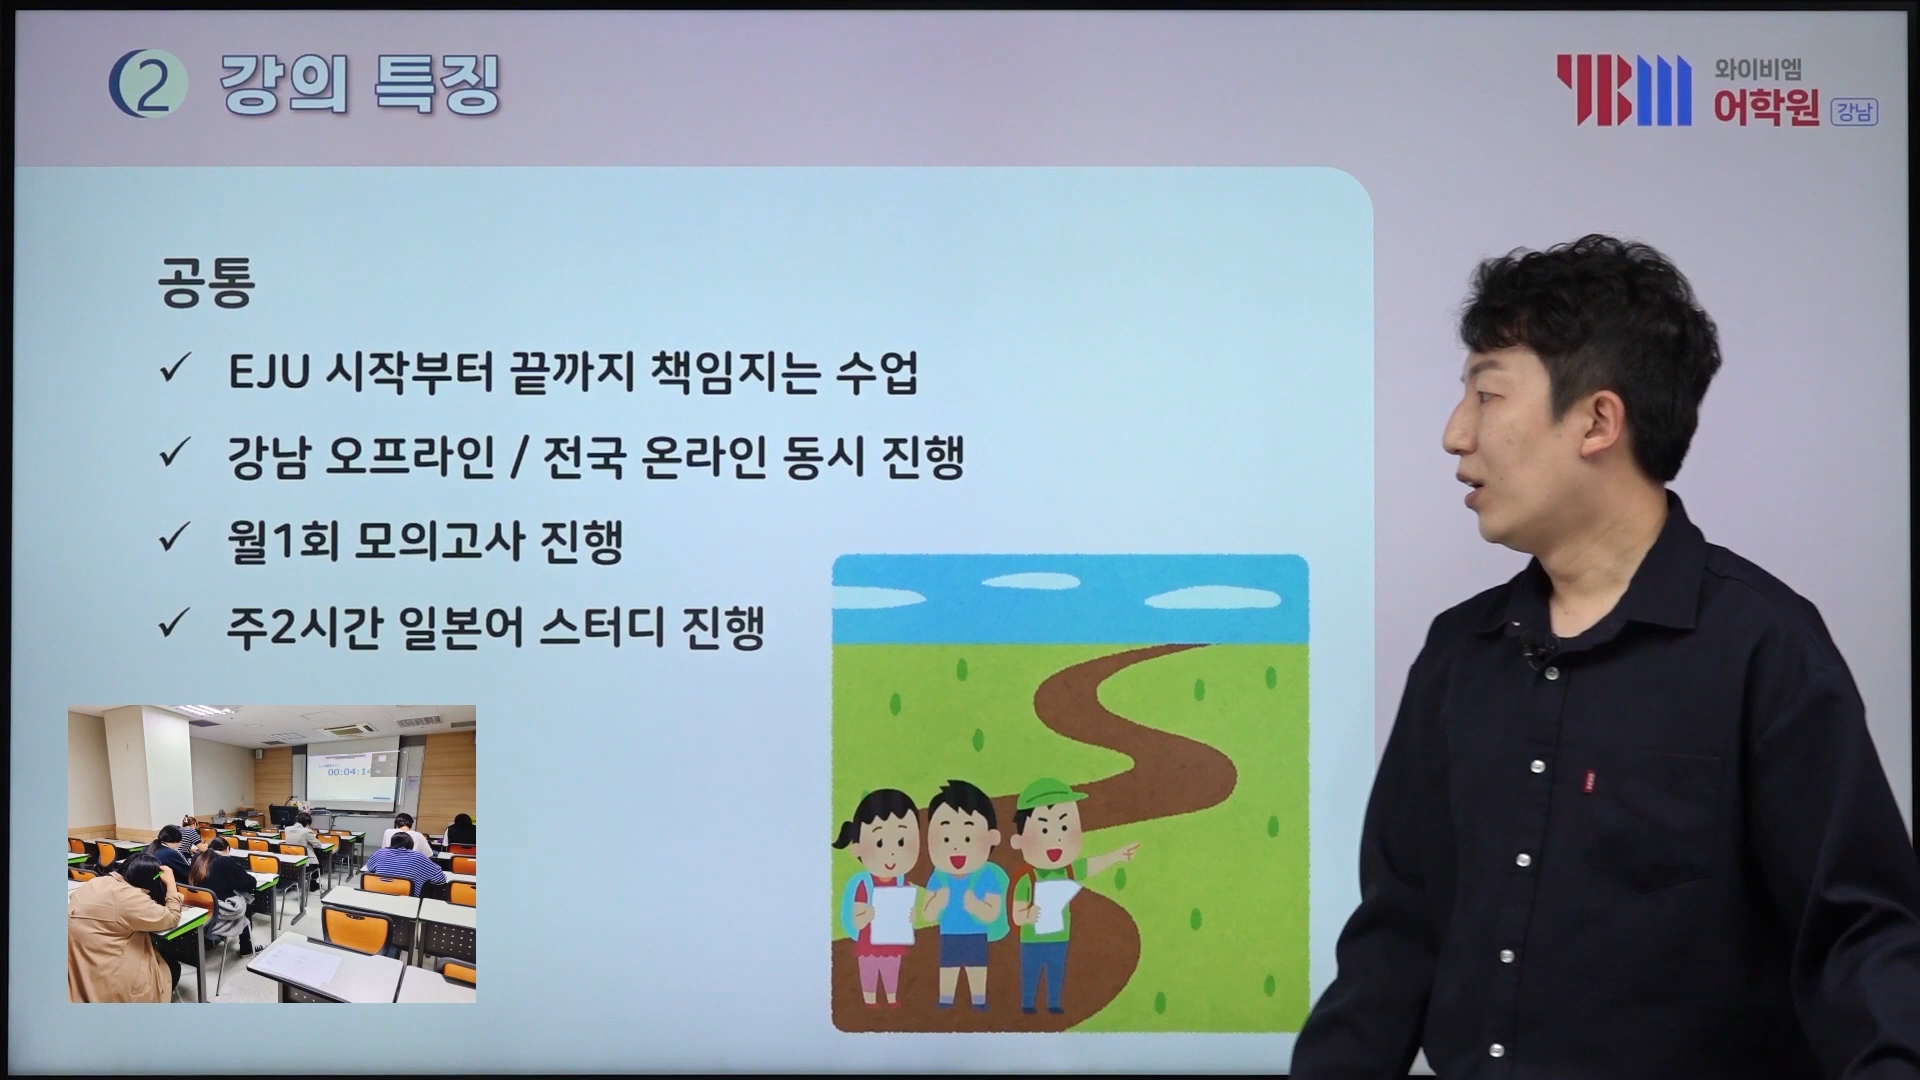 2 강의 특징
YBM 와이비엠
어학원 강남
공통
✓ EJU 시작부터 끝까지 책임지는 수업
✓ 강남 오프라인 / 전국 온라인 동시 진행
✓ 월1회 모의고사 진행
✓ 주2시간 일본어 스터디 진행
00:04:14